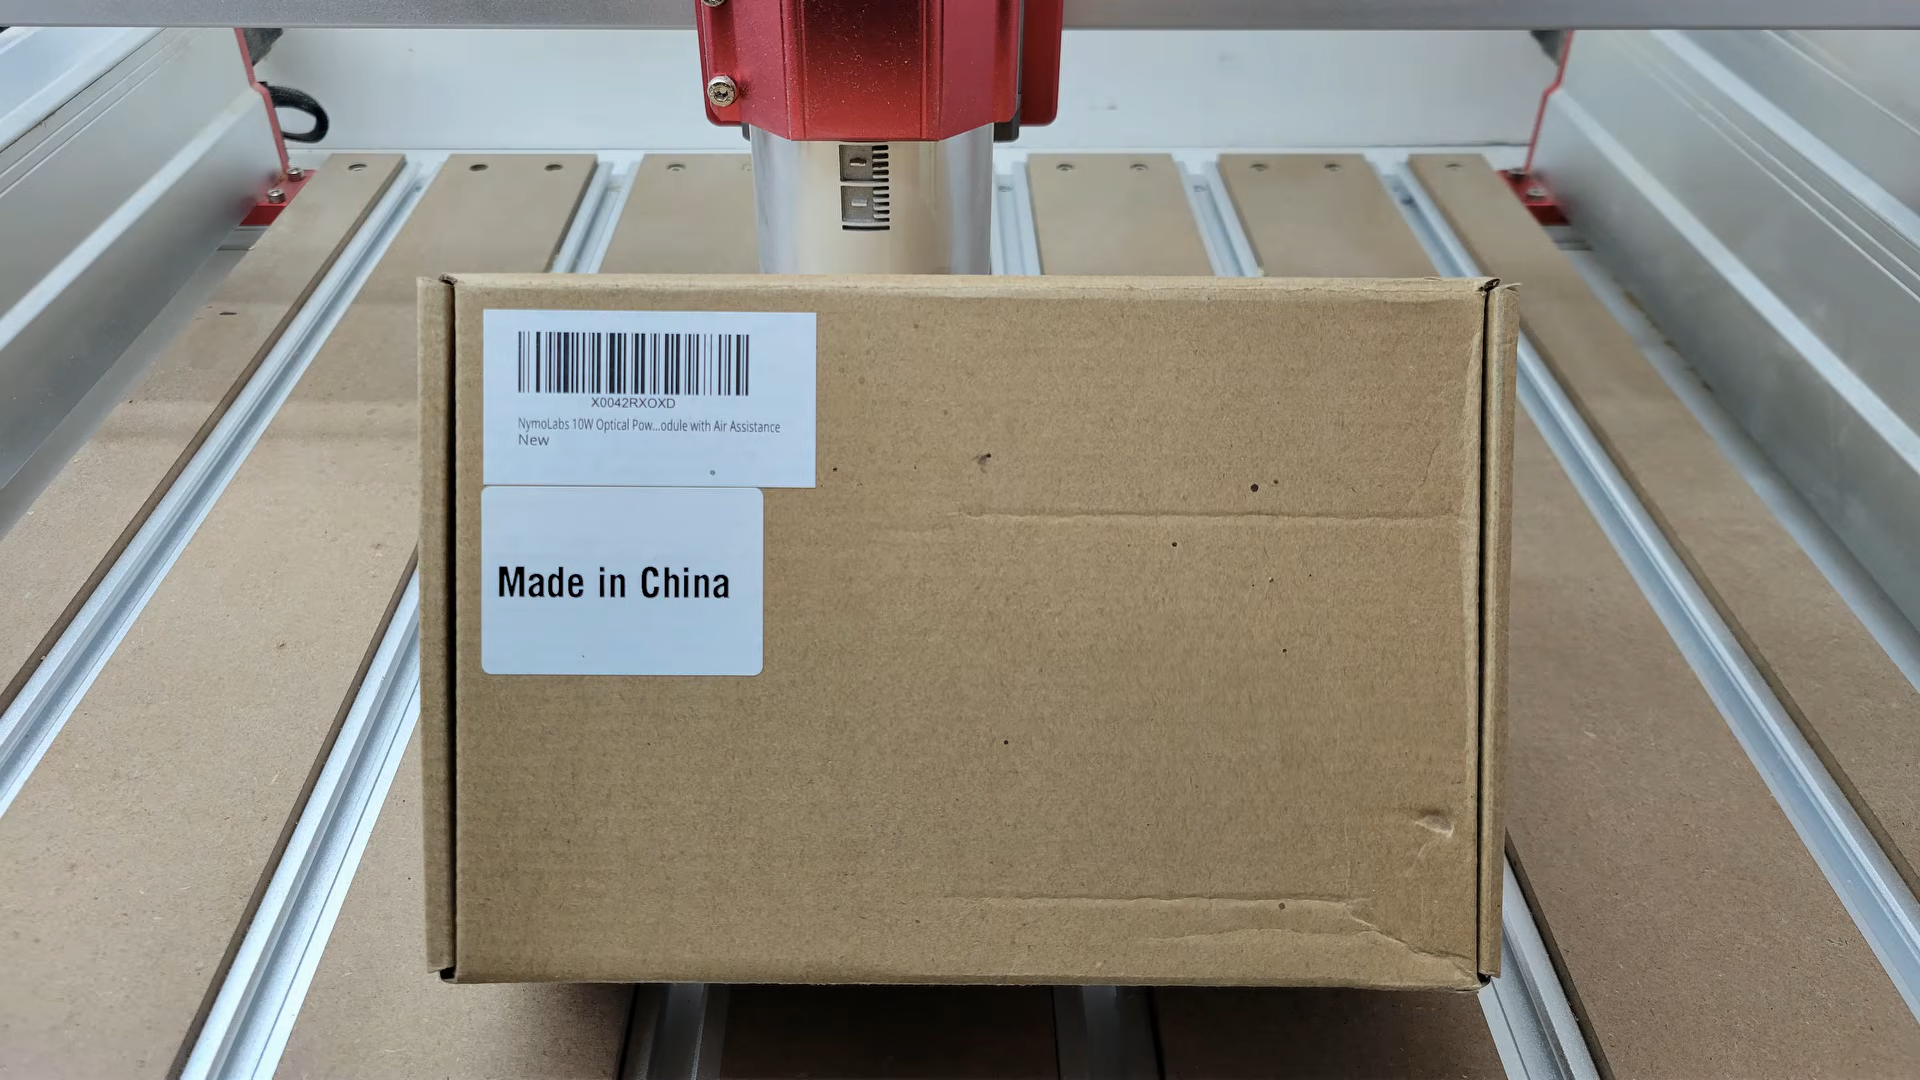 X0042RXOXD
NymoLabs 10W Optical Pow...odule with Air Assistance
New
Made in China